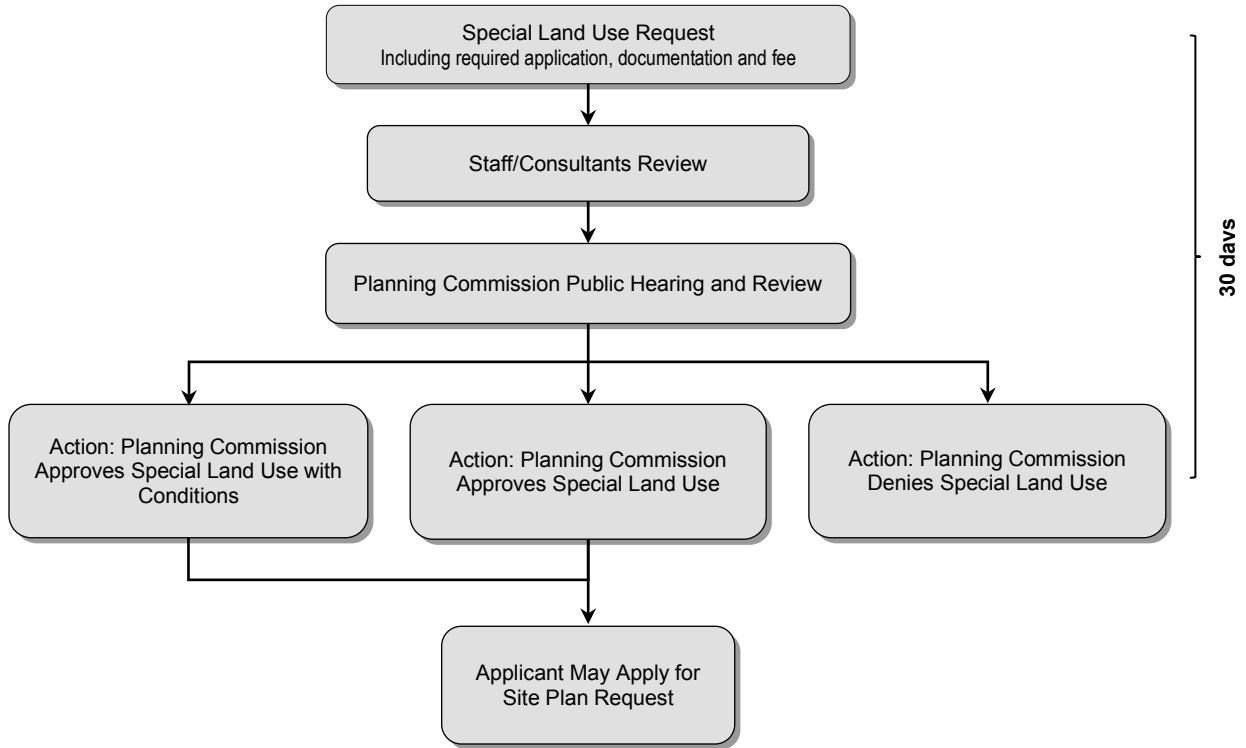 Special Land Use Request
Including required application, documentation and fee
Staff/Consultants Review
Planning Commission Public Hearing and Review
30 days
Action: Planning Commission
Approves Special Land Use with
Conditions
Action: Planning Commission
Approves Special Land Use
Action: Planning Commission
Denies Special Land Use
Applicant May Apply for
Site Plan Request